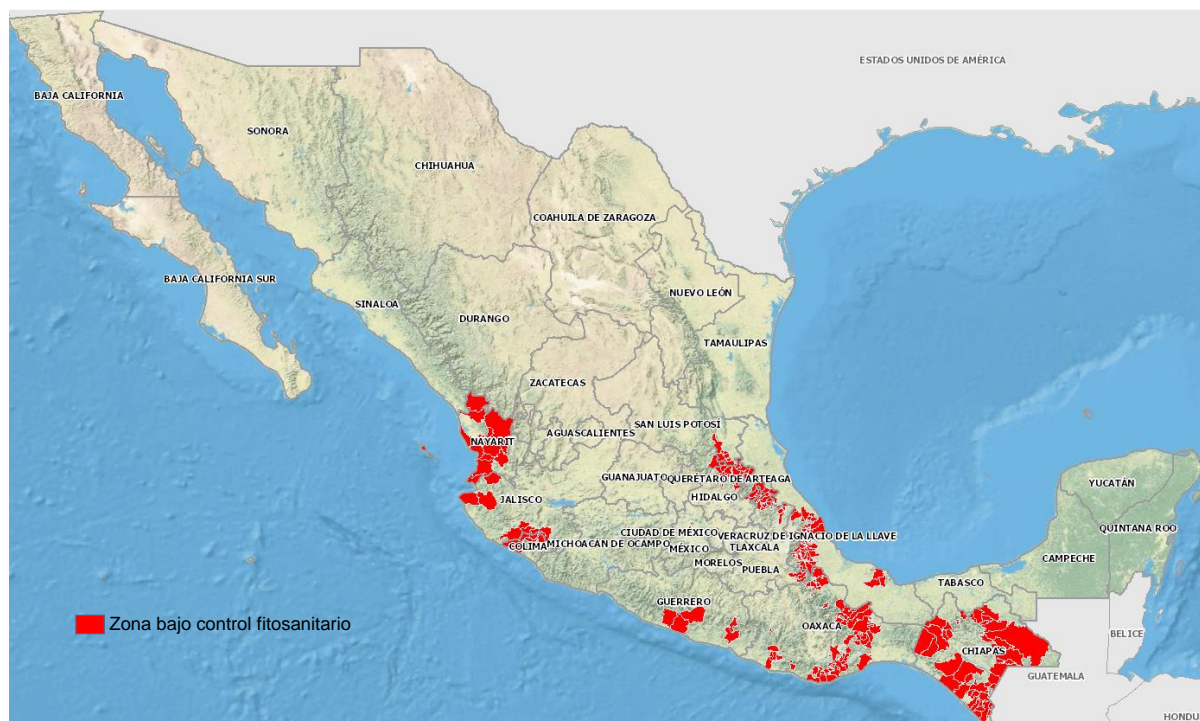 ESTADOS UNIDOS DE AMÉRICA
BAJA CALIFORNIA
SONORA
CHIHUAHUA
COAHUILA DE ZARAGOZA
BAJA CALIFORNIA SUR
NUEVO LEÓN
SINALOA
DURANGO
TAMAULIPAS
ZACATECAS
SAN LUIS POTOSÍ
AGUASCALIENTES
NAYARIT
GUANAJUATO
QUERÉTARO DE ARTEAGA
YUCATÁN
HIDALGO
JALISCO
QUINTANA ROO
CIUDAD DE MÉXICO
VERACRUZ DE IGNACIO DE LA LLAVE
COLIMA
MICHOACÁN DE OCAMPO
MÉXICO
TLAXCALA
CAMPECHE
MORELOS
PUEBLA
TABASCO
GUERRERO
Zona bajo control fitosanitario
OAXACA
BELICE
CHIAPAS
GUATEMALA
HONDU